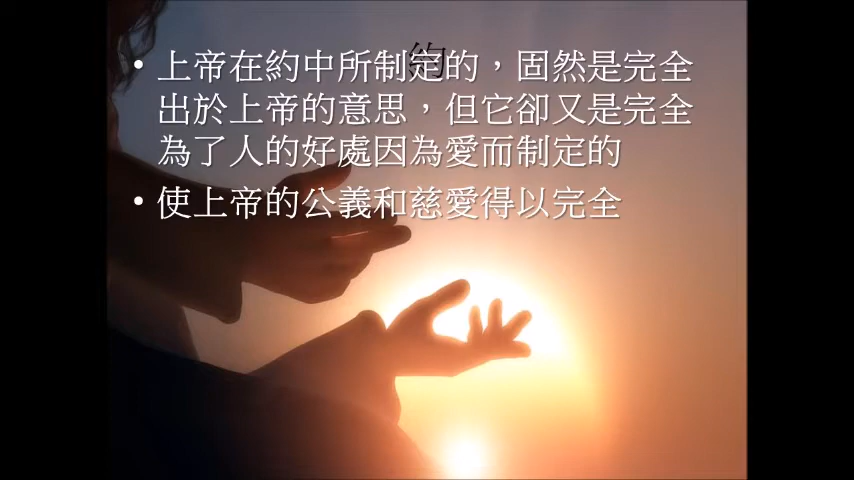 約
• 上帝在約中所制定的，固然是完全
出於上帝的意思，但它卻又是完全
為了人的好處因為愛而制定的
• 使上帝的公義和慈愛得以完全